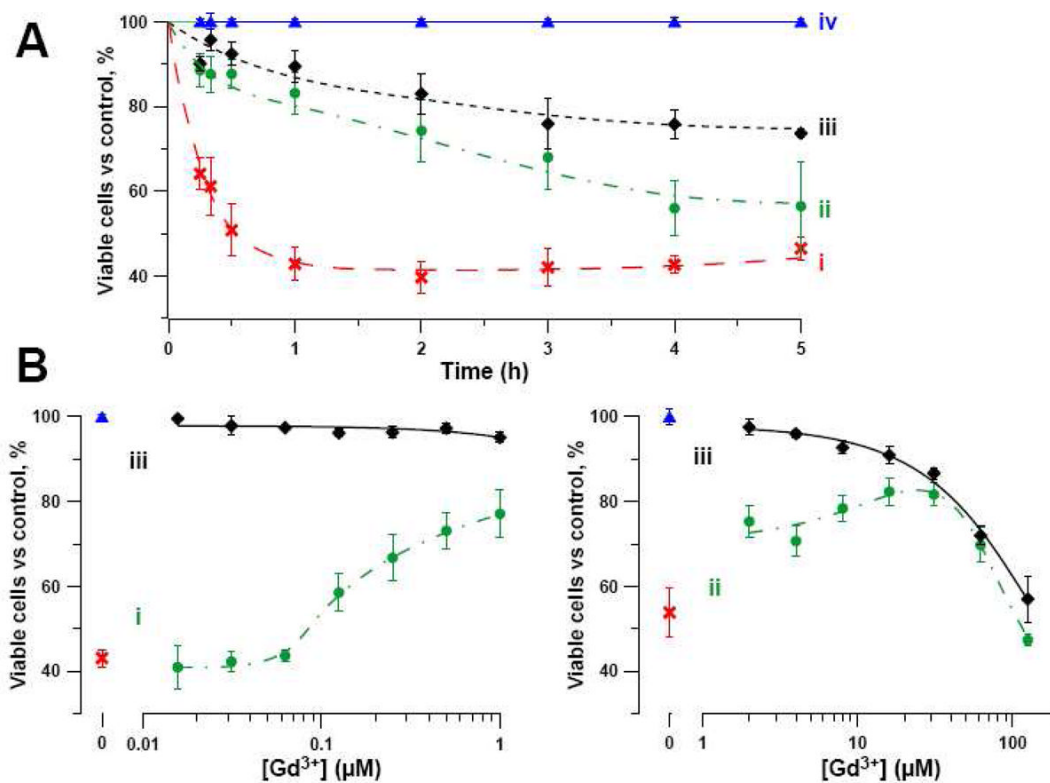 A
Viable cells vs control, %
100
80
60
40
iv
iii
ii
i
0
1
2
3
4
5
Time (h)
B
Viable cells vs control, %
100
80
60
40
iii
i
0
0.01
0.1
1
[Gd³⁺] (µM)
Viable cells vs control, %
100
80
60
40
iii
ii
0
1
10
100
[Gd³⁺] (µM)